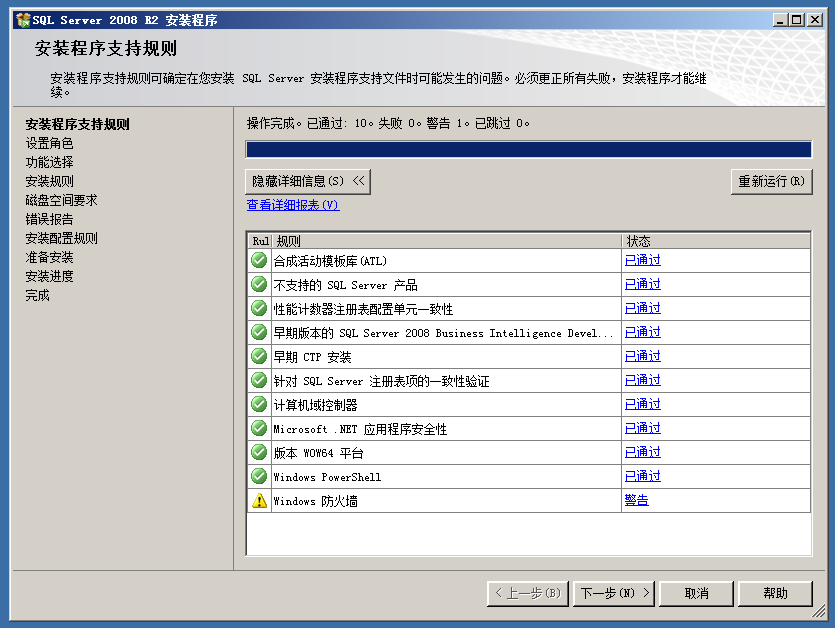 SQL Server 2008 R2 安装程序
安装程序支持规则
安装程序支持规则可确定在您安装 SQL Server 安装程序支持文件时可能发生的问题。必须更正所有失败，安装程序才能继
续。
安装程序支持规则
设置角色
功能选择
安装规则
磁盘空间要求
错误报告
安装配置规则
准备安装
安装进度
完成
操作完成。已通过: 10。失败 0。警告 1。已跳过 0。
隐藏详细信息(S) <<
重新运行(R)
查看详细报表(V)
Rul 规则 状态
合成活动模板库(ATL) 已通过
不支持的 SQL Server 产品 已通过
性能计数器注册表配置单元一致性 已通过
早期版本的 SQL Server 2008 Business Intelligence Devel... 已通过
早期 CTP 安装 已通过
针对 SQL Server 注册表项的一致性验证 已通过
计算机域控制器 已通过
Microsoft .NET 应用程序安全性 已通过
版本 WOW64 平台 已通过
Windows PowerShell 已通过
Windows 防火墙 警告
< 上一步(B) 下一步(N) > 取消 帮助